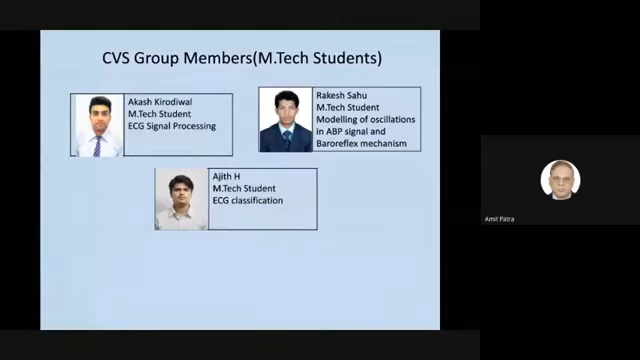 CVS Group Members(M.Tech Students)
Akash Kirodiwal
M.Tech Student
ECG Signal Processing
Rakesh Sahu
M.Tech Student
Modelling of oscillations
in ABP signal and
Baroreflex mechanism
Ajith H
M.Tech Student
ECG classification
Amit Patra